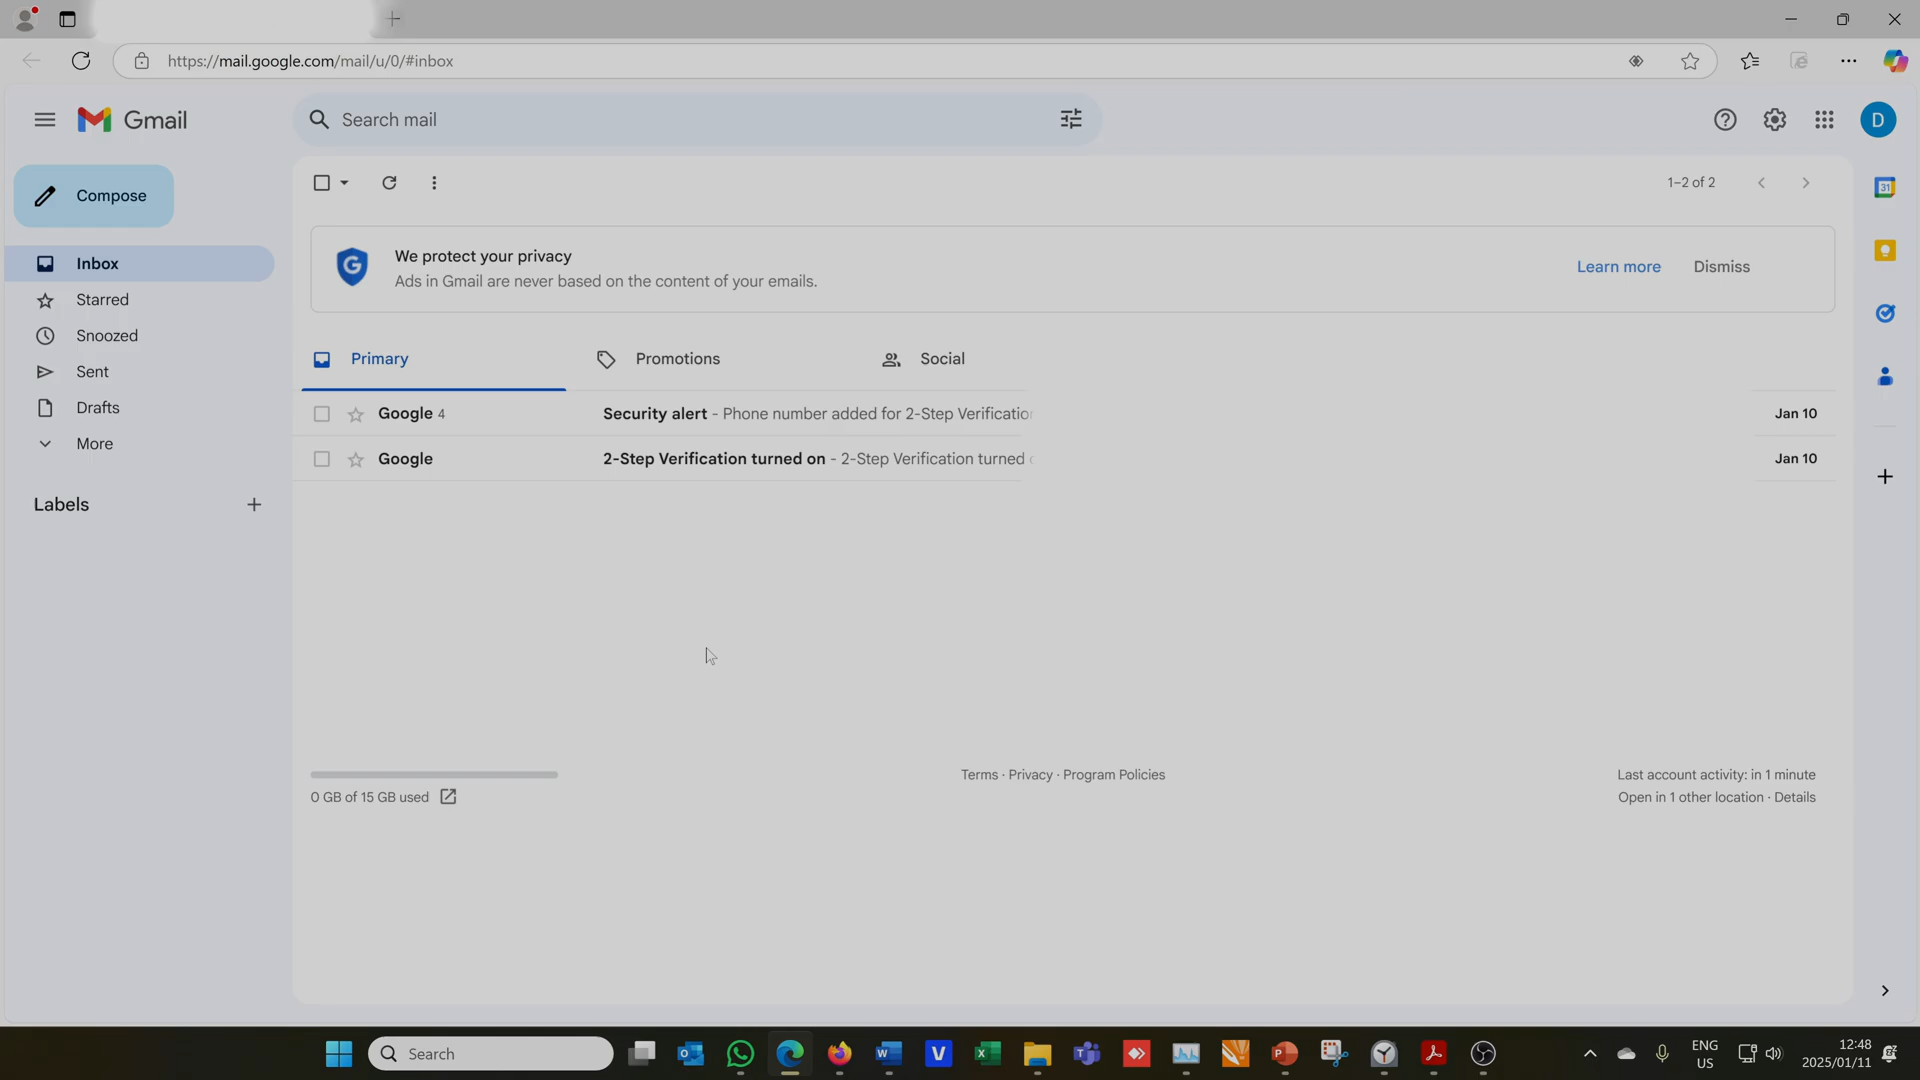 https://mail.google.com/mail/u/0/#inbox
Gmail
Search mail
D
Compose
1–2 of 2
31
Inbox
We protect your privacy
Ads in Gmail are never based on the content of your emails.
Learn more
Dismiss
Starred
Snoozed
Sent
Drafts
More
Labels
Primary
Promotions
Social
Google 4
Security alert - Phone number added for 2-Step Verification
Jan 10
Google
2-Step Verification turned on - 2-Step Verification turned
Jan 10
0 GB of 15 GB used
Terms · Privacy · Program Policies
Last account activity: in 1 minute
Open in 1 other location · Details
Search
ENG
US
12:48
2025/01/11